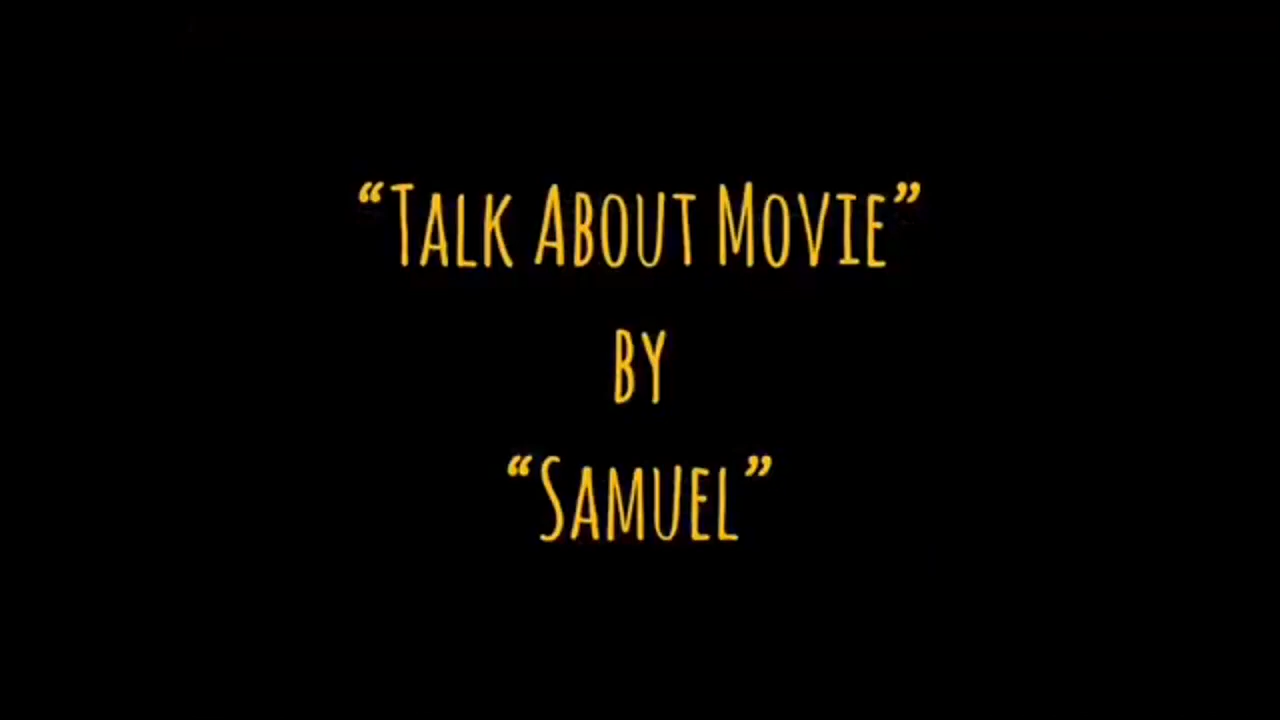 “Talk About Movie”
by
“Samuel”